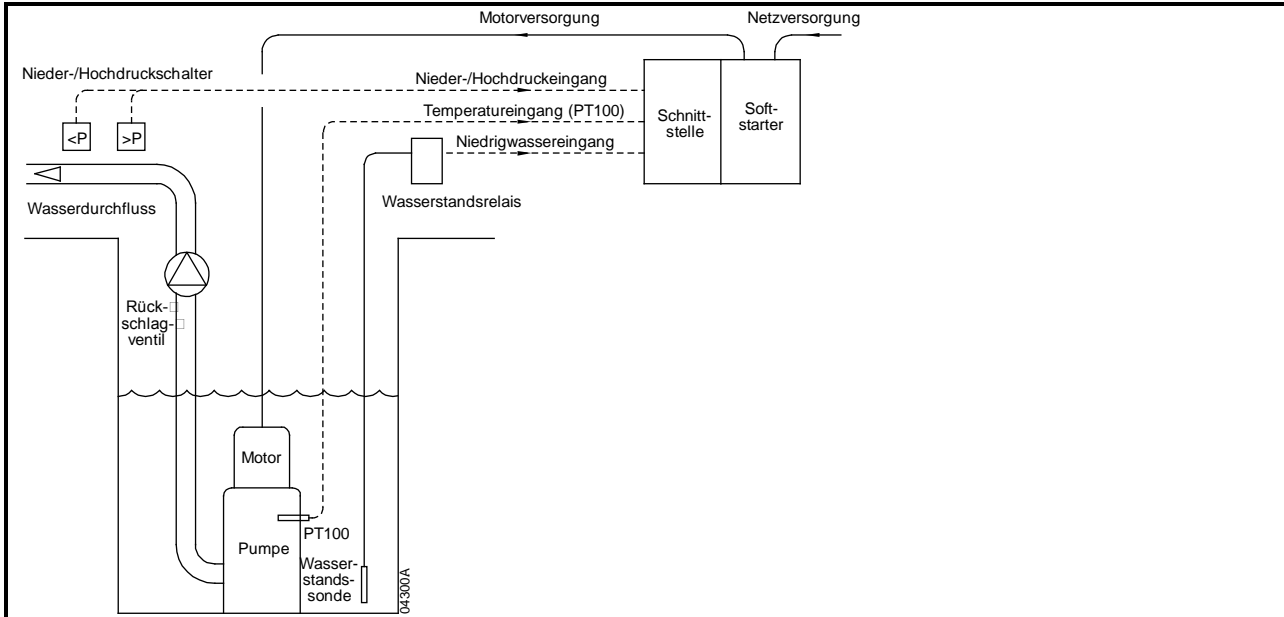 Motorversorgung
Netzversorgung
Nieder-/Hochdruckschalter
Nieder-/Hochdruckeingang
<P
>P
Temperatureingang (PT100)
Schnitt-
stelle
Soft-
starter
Niedrigwassereingang
Wasserstandsrelais
Wasserdurchfluss
Rück-
schlag-
ventil
Motor
PT100
Pumpe
Wasser-
stands-
sonde
04300A